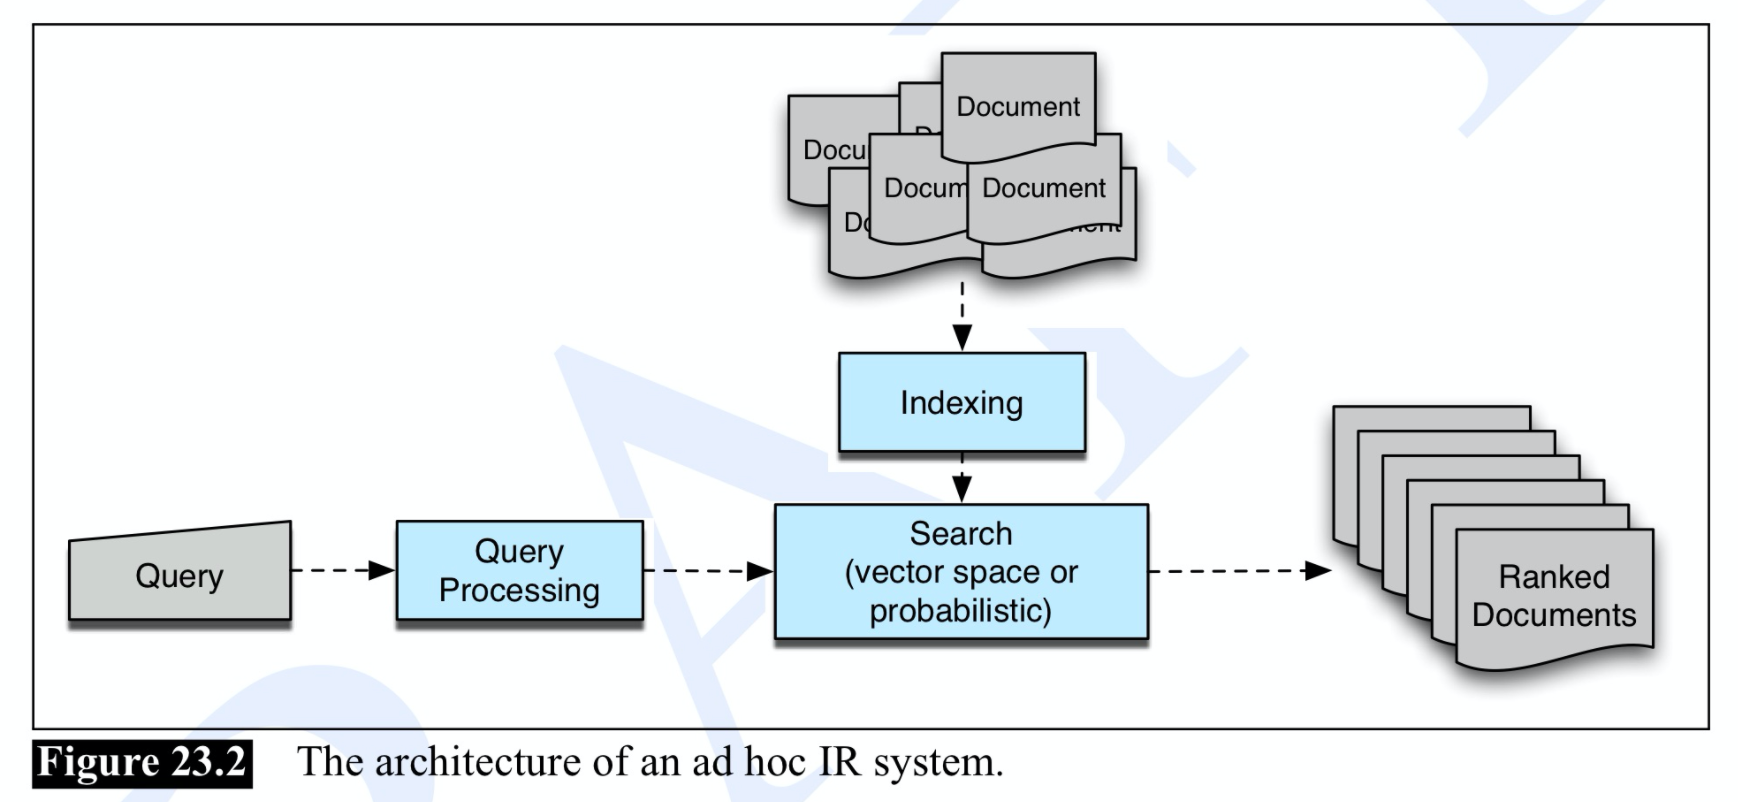 Document
Docu
Docum
Document
Query
Query
Processing
Indexing
Search
(vector space or
probabilistic)
Ranked
Documents
Figure 23.2 The architecture of an ad hoc IR system.